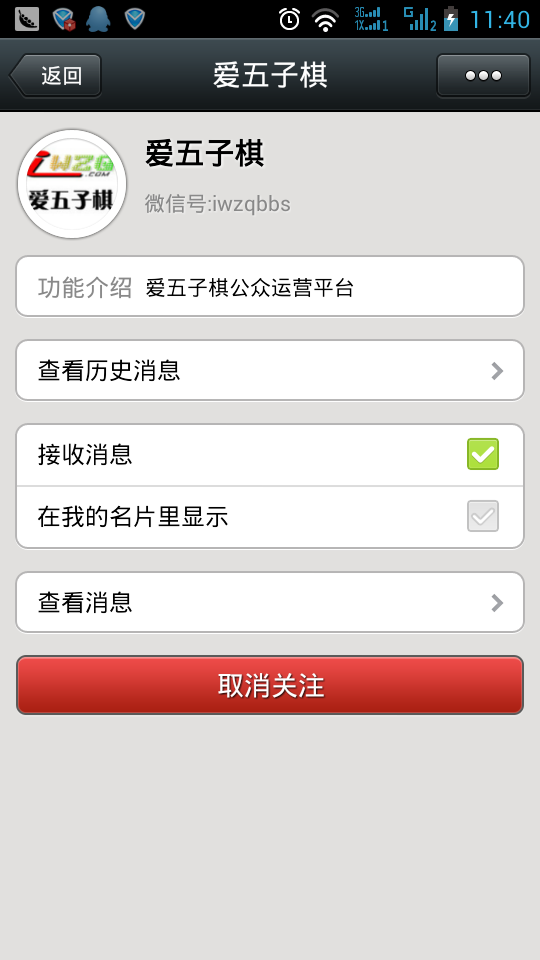 3G 1X 1 G 2 11:40
返回 爱五子棋
iWZQ .COM
爱五子棋
爱五子棋
微信号:iwzqbbs
功能介绍 爱五子棋公众运营平台
查看历史消息
接收消息
在我的名片里显示
查看消息
取消关注